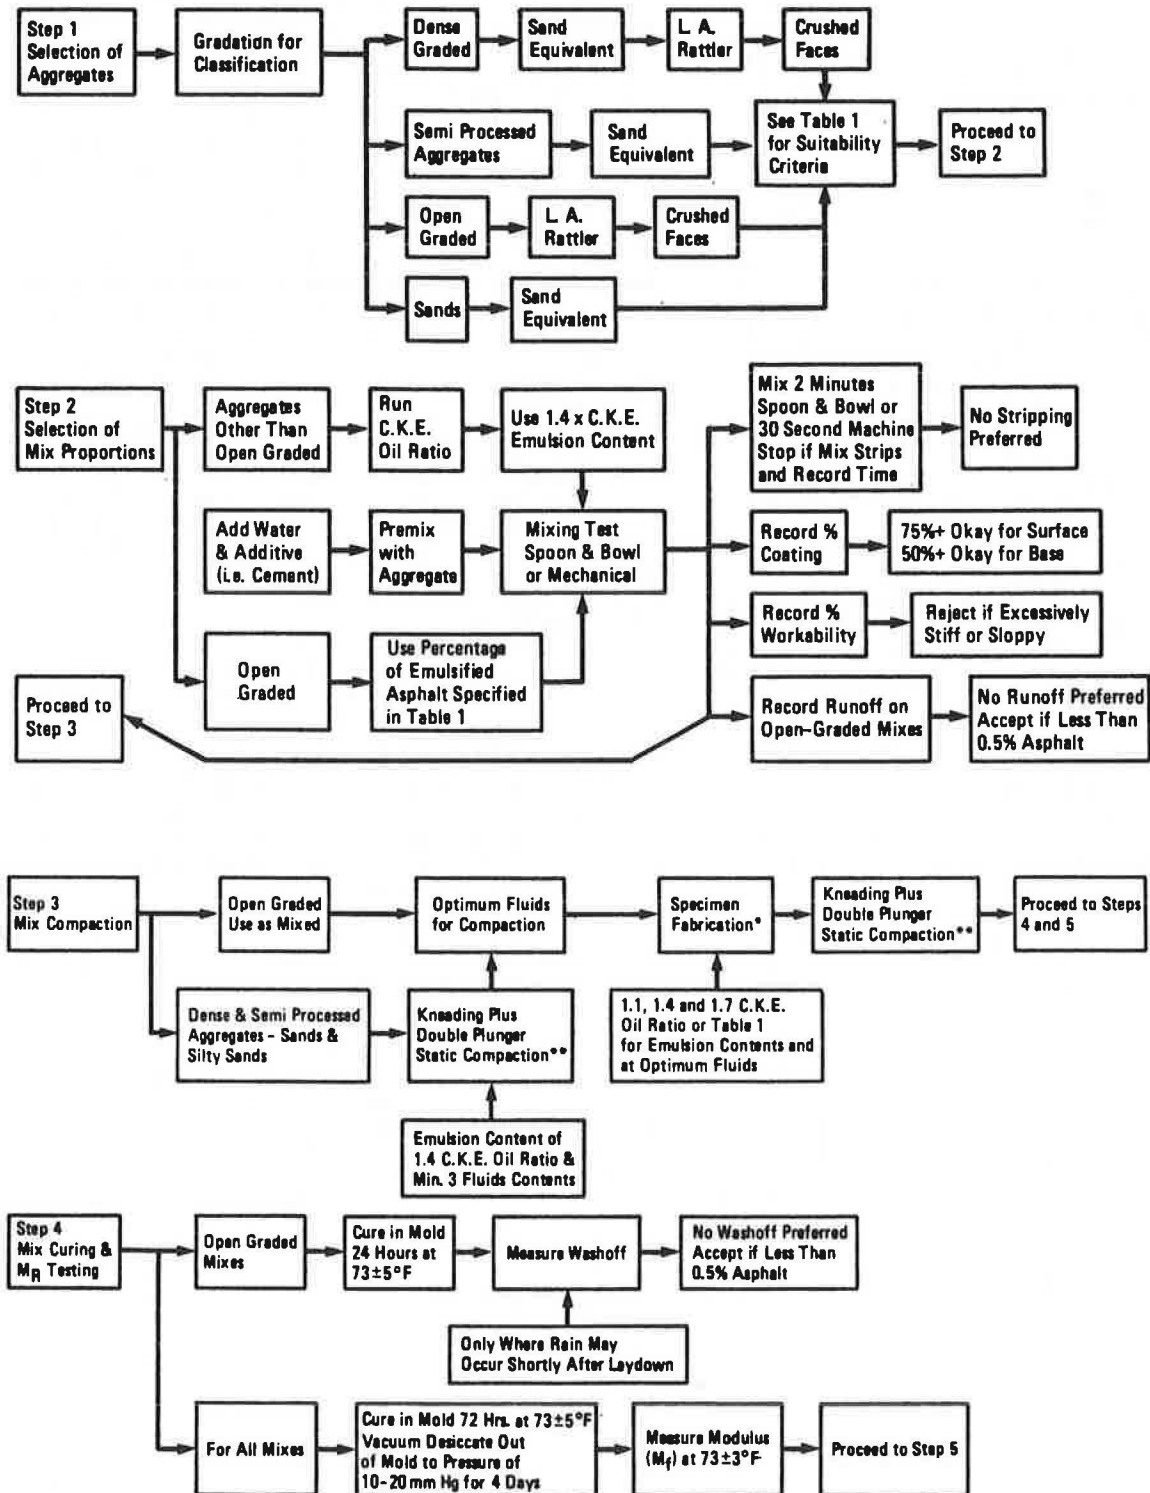 Step 1
Selection of
Aggregates
Gradation for
Classification
Dense
Graded
Sand
Equivalent
L. A.
Rattler
Crushed
Faces
Semi Processed
Aggregates
Sand
Equivalent
See Table 1
for Suitability
Criteria
Proceed to
Step 2
Open
Graded
L. A.
Rattler
Crushed
Faces
Sands
Sand
Equivalent
Step 2
Selection of
Mix Proportions
Aggregates
Other Than
Open Graded
Run
C.K.E.
Oil Ratio
Use 1.4 x C.K.E.
Emulsion Content
Mix 2 Minutes
Spoon & Bowl or
30 Second Machine
Stop if Mix Strips
and Record Time
No Stripping
Preferred
Add Water
& Additive
(i.e. Cement)
Premix
with
Aggregate
Mixing Test
Spoon & Bowl
or Mechanical
Record %
Coating
75%+ Okay for Surface
50%+ Okay for Base
Record %
Workability
Reject if Excessively
Stiff or Sloppy
Open
Graded
Use Percentage
of Emulsified
Asphalt Specified
in Table 1
Proceed to
Step 3
Record Runoff on
Open-Graded Mixes
No Runoff Preferred
Accept if Less Than
0.5% Asphalt
Step 3
Mix Compaction
Open Graded
Use as Mixed
Optimum Fluids
for Compaction
Specimen
Fabrication*
Kneading Plus
Double Plunger
Static Compaction**
Proceed to Steps
4 and 5
Dense & Semi Processed
Aggregates - Sands &
Silty Sands
Kneading Plus
Double Plunger
Static Compaction**
1.1, 1.4 and 1.7 C.K.E.
Oil Ratio or Table 1
for Emulsion Contents and
at Optimum Fluids
Emulsion Content of
1.4 C.K.E. Oil Ratio &
Min. 3 Fluids Contents
Step 4
Mix Curing &
MR Testing
Open Graded
Mixes
Cure in Mold
24 Hours at
73±5°F
Measure Washoff
No Washoff Preferred
Accept if Less Than
0.5% Asphalt
Only Where Rain May
Occur Shortly After Laydown
For All Mixes
Cure in Mold 72 Hrs. at 73±5°F
Vacuum Desiccate Out
of Mold to Pressure of
10-20mm Hg for 4 Days
Measure Modulus
(Mf) at 73±3°F
Proceed to Step 5